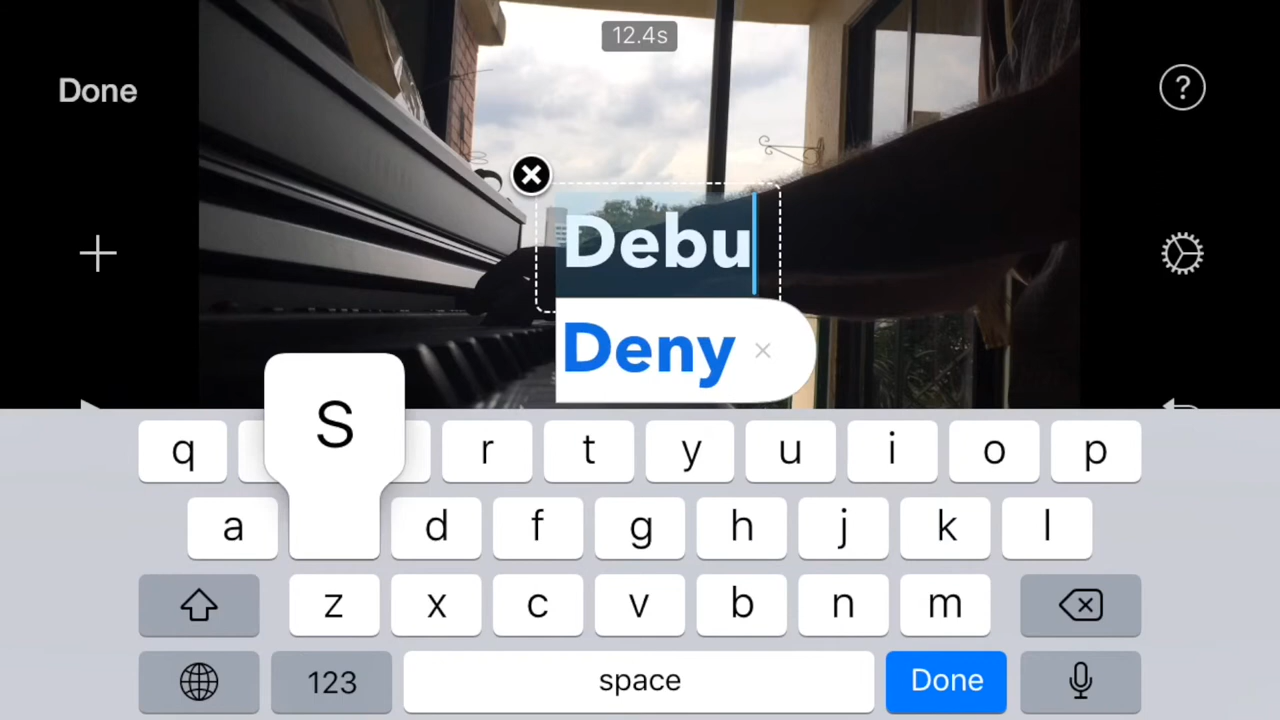 12.4s
Done
?
Debu
Deny
S
q r t y u i o p
a d f g h j k l
z x c v b n m
123 space Done